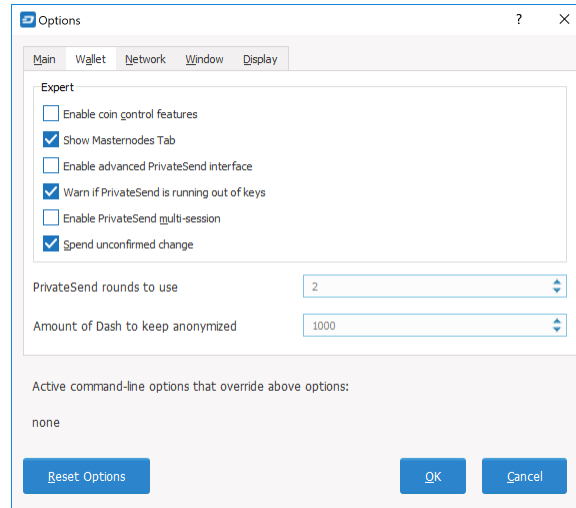 Options
Main Wallet Network Window Display
Expert
Enable coin control features
Show Masternodes Tab
Enable advanced PrivateSend interface
Warn if PrivateSend is running out of keys
Enable PrivateSend multi-session
Spend unconfirmed change
PrivateSend rounds to use 2
Amount of Dash to keep anonymized 1000
Active command-line options that override above options:
none
Reset Options OK Cancel